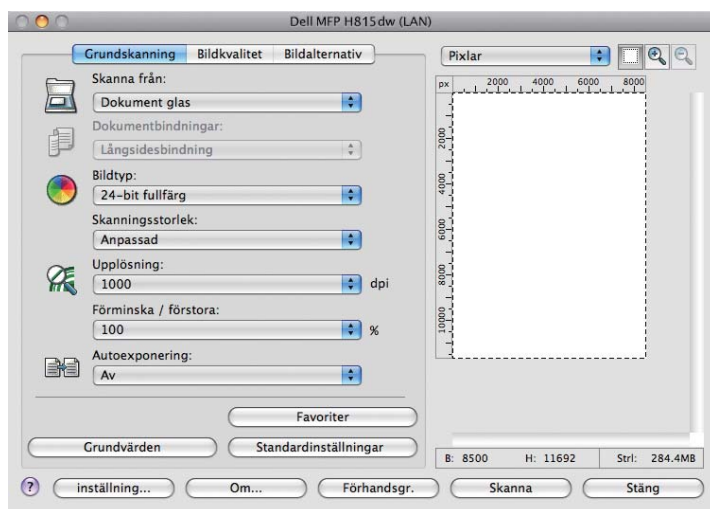 Dell MFP H815dw (LAN)
Grundskanning Bildkvalitet Bildalternativ
Skanna från:
Dokument glas
Dokumentbindningar:
Långsidesbindning
Bildtyp:
24-bit fullfärg
Skanningsstorlek:
Anpassad
Upplösning:
1000 dpi
Förminska / förstora:
100 %
Autoexponering:
Av
Favoriter
Grundvärden Standardinställningar
Pixlar
px 2000 4000 6000 8000
2000
4000
6000
8000
10000
B: 8500 H: 11692 Strl: 284.4MB
? inställning... Om... Förhandsgr. Skanna Stäng